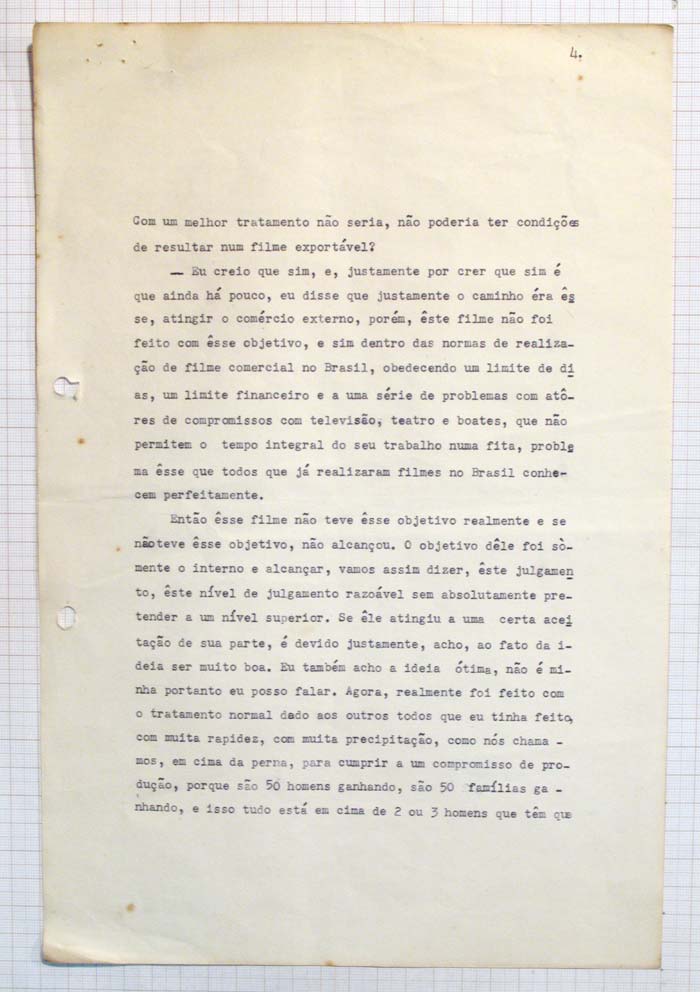 4.
Com um melhor tratamento não seria, não poderia ter condições
de resultar num filme exportável?
— Eu creio que sim, e, justamente por crer que sim é
que ainda há pouco, eu disse que justamente o caminho éra ês
se, atingir o comércio externo, porém, êste filme não foi
feito com êsse objetivo, e sim dentro das normas de realiza-
ção de filme comercial no Brasil, obedecendo um limite de di
as, um limite financeiro e a uma série de problemas com atô-
res de compromissos com televisão, teatro e boates, que não
permitem o tempo integral do seu trabalho numa fita, proble
ma êsse que todos que já realizaram filmes no Brasil conhe-
cem perfeitamente.
Então êsse filme não teve êsse objetivo realmente e se
nãoteve êsse objetivo, não alcançou. O objetivo dêle foi sò-
mente o interno e alcançar, vamos assim dizer, êste julgamen
to, êste nível de julgamento razoável sem absolutamente pre-
tender a um nível superior. Se êle atingiu a uma certa acei
tação de sua parte, é devido justamente, acho, ao fato da i-
deia ser muito boa. Eu também acho a ideia ótima, não é mi-
nha portanto eu posso falar. Agora, realmente foi feito com
o tratamento normal dado aos outros todos que eu tinha feito,
com muita rapidez, com muita precipitação, como nós chama -
mos, em cima da perna, para cumprir a um compromisso de pro-
dução, porque são 50 homens ganhando, são 50 famílias ga -
nhando, e isso tudo está em cima de 2 ou 3 homens que têm que